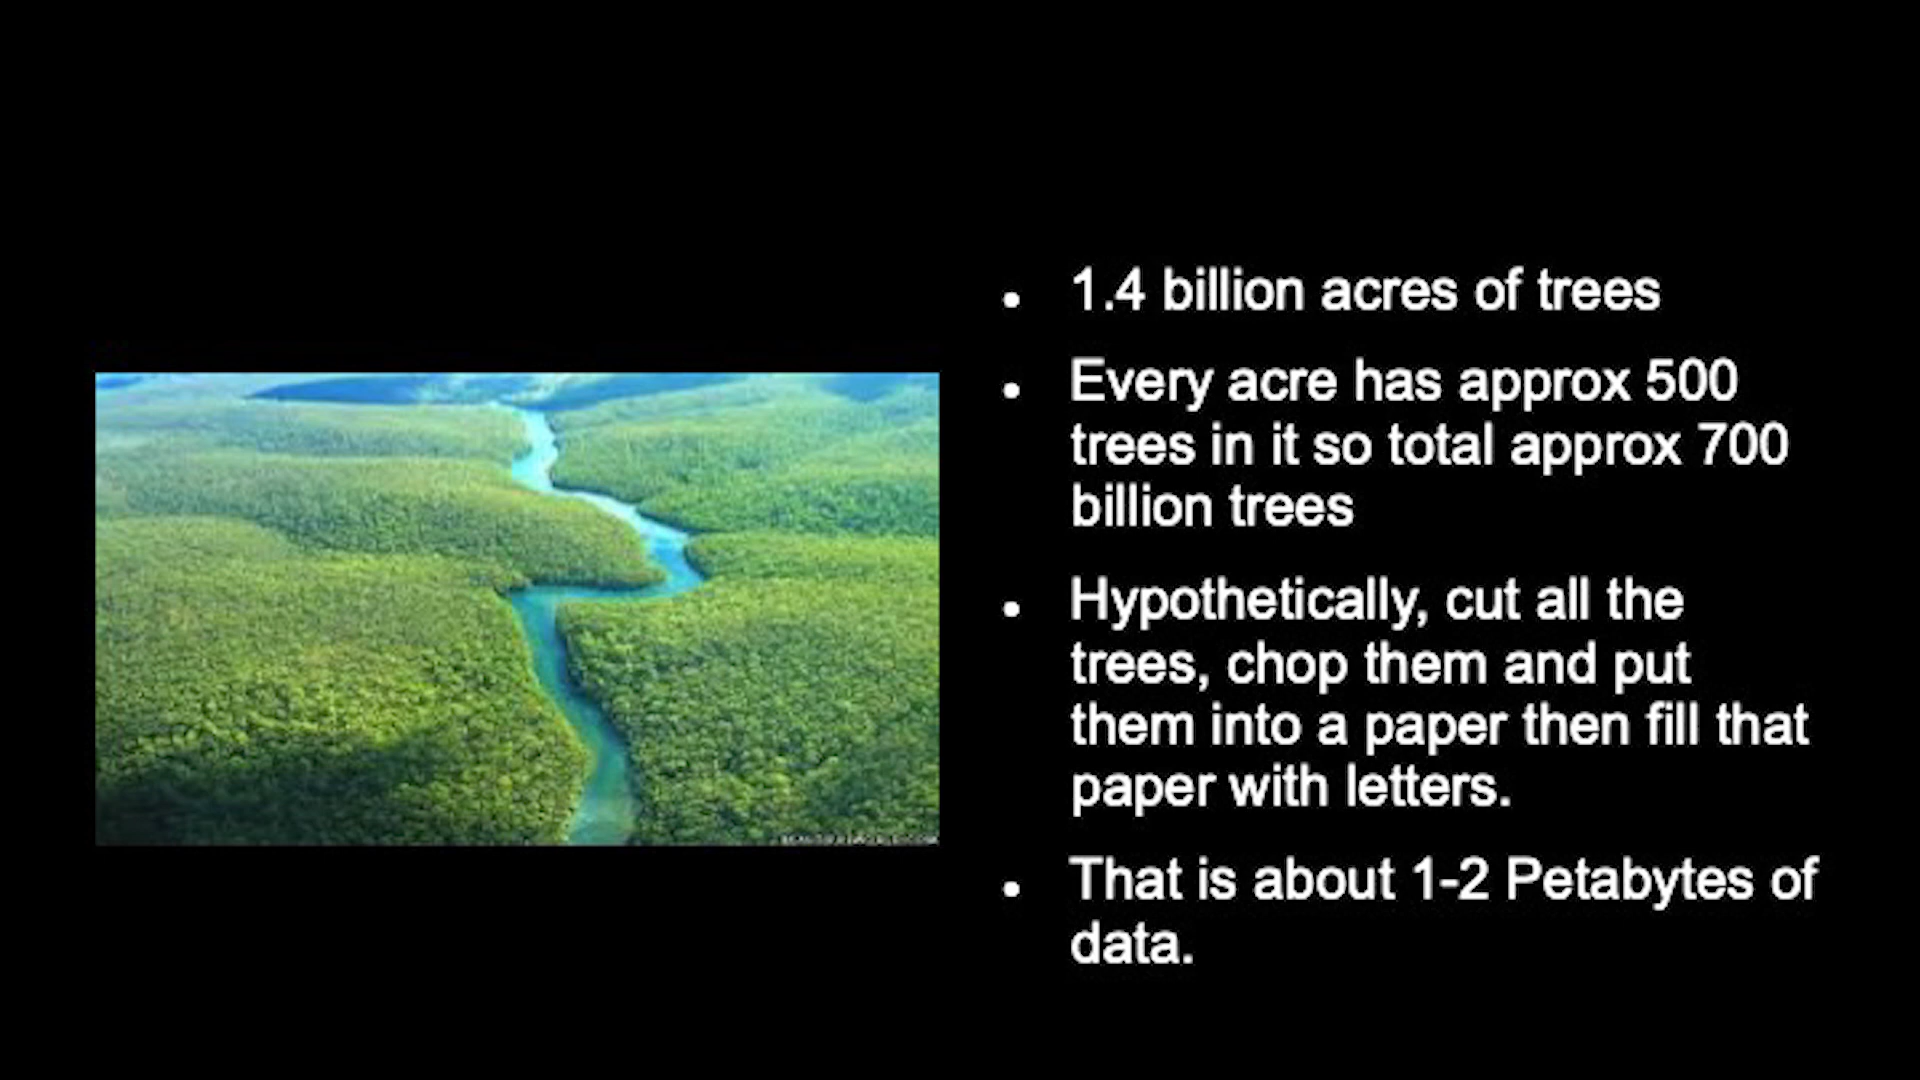 • 1.4 billion acres of trees
• Every acre has approx 500
trees in it so total approx 700
billion trees
• Hypothetically, cut all the
trees, chop them and put
them into a paper then fill that
paper with letters.
• That is about 1-2 Petabytes of
data.